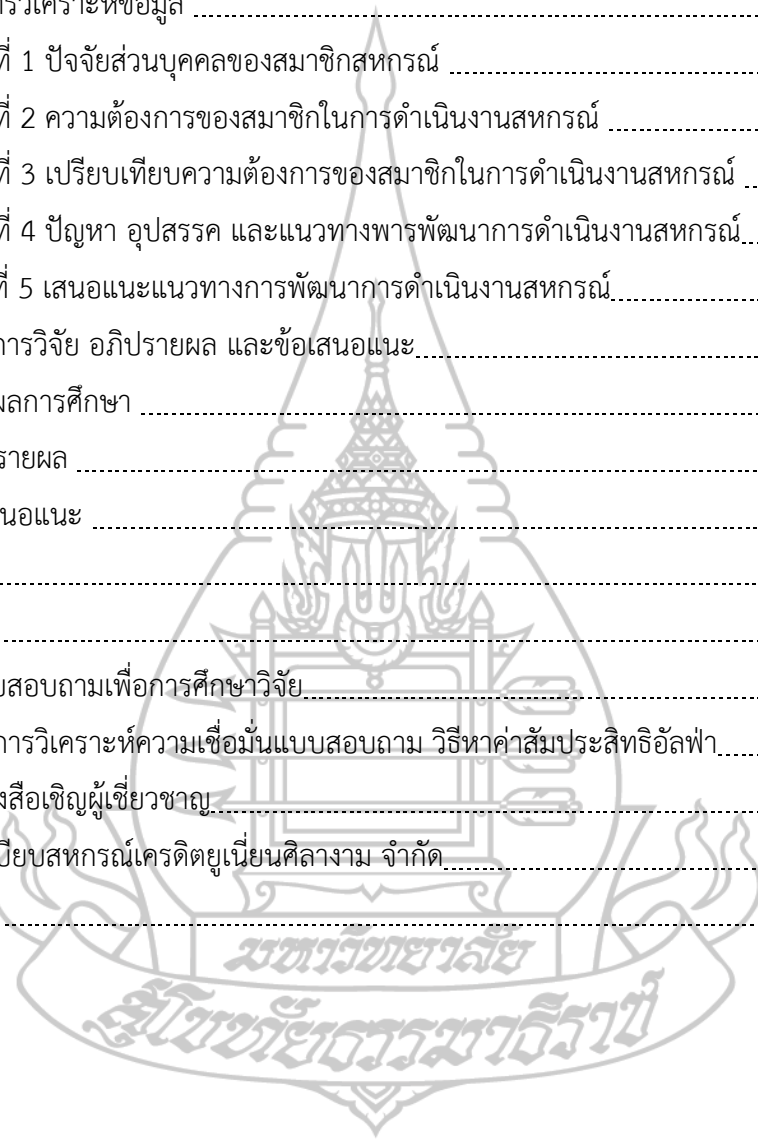 ารวิเคราะห์ข้อมูล
ที่ 1 ปัจจัยส่วนบุคคลของสมาชิกสหกรณ์
ที่ 2 ความต้องการของสมาชิกในการดำเนินงานสหกรณ์
ที่ 3 เปรียบเทียบความต้องการของสมาชิกในการดำเนินงานสหกรณ์
ที่ 4 ปัญหา อุปสรรค และแนวทางพารพัฒนาการดำเนินงานสหกรณ์
ที่ 5 เสนอแนะแนวทางการพัฒนาการดำเนินงานสหกรณ์
การวิจัย อภิปรายผล และข้อเสนอแนะ
ผลการศึกษา
รายผล
สนอแนะ
บสอบถามเพื่อการศึกษาวิจัย
การวิเคราะห์ความเชื่อมั่นแบบสอบถาม วิธีหาค่าสัมประสิทธิอัลฟ่า
งสือเชิญผู้เชี่ยวชาญ
บียบสหกรณ์เครดิตยูเนี่ยนศิลางาม จำกัด
มหาวิทยาลัย
สุโขทัยธรรมาธิราช